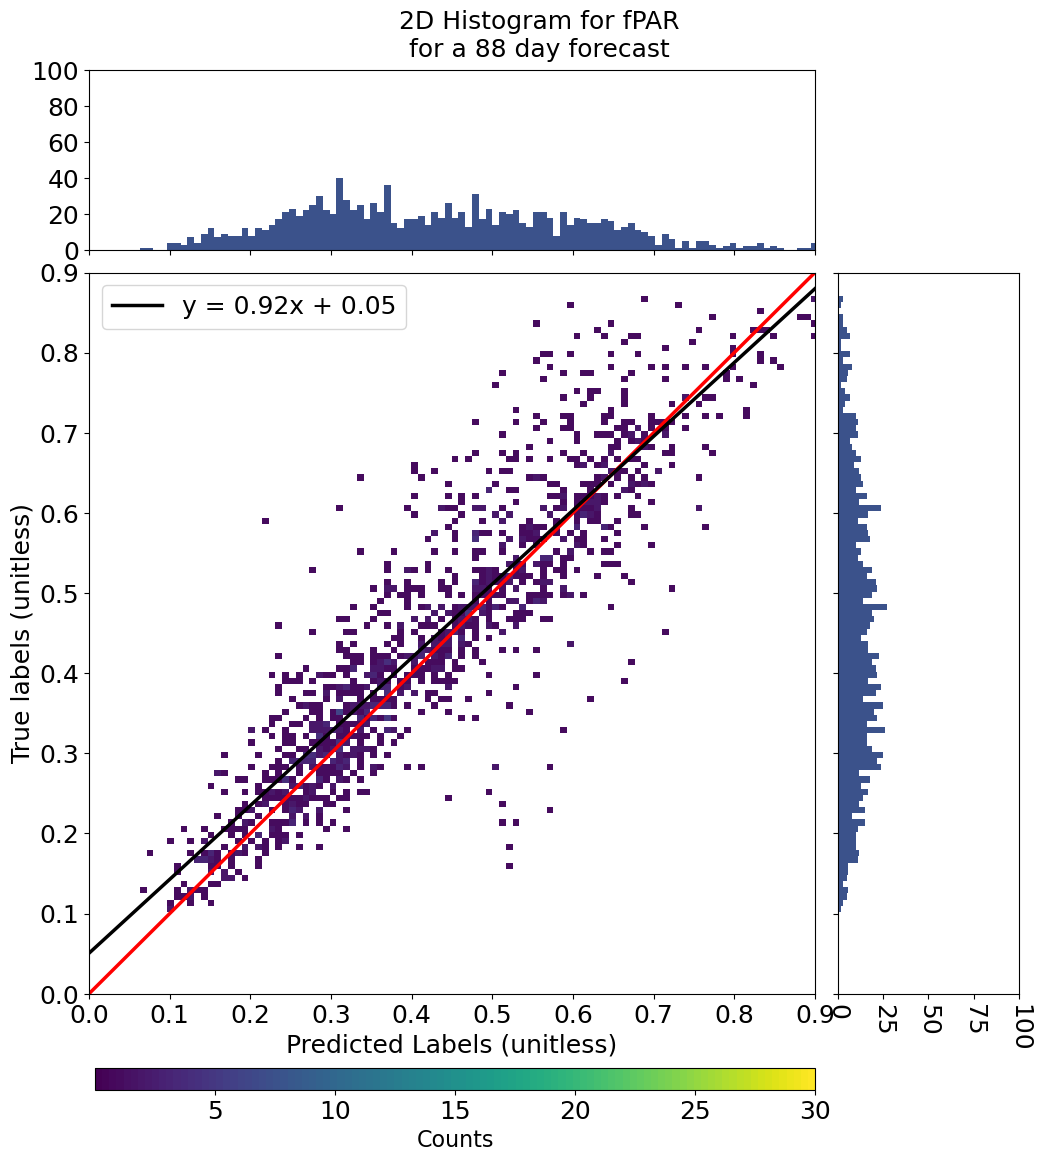 2D Histogram for fPAR
for a 88 day forecast
100
80
60
40
20
0
0.9
0.8
0.7
0.6
0.5
0.4
0.3
0.2
0.1
0.0
True labels (unitless)
y = 0.92x + 0.05
0.0 0.1 0.2 0.3 0.4 0.5 0.6 0.7 0.8 0.9
Predicted Labels (unitless)
0 25 50 75 100
5 10 15 20 25 30
Counts